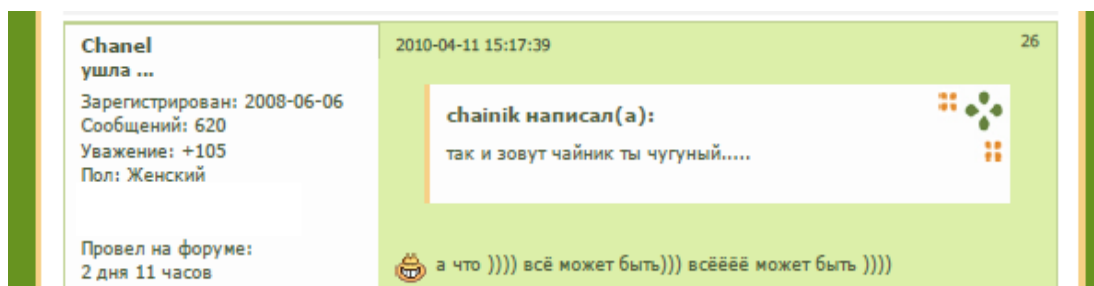 Chanel
ушла ...
Зарегистрирован: 2008-06-06
Сообщений: 620
Уважение: +105
Пол: Женский
Провел на форуме:
2 дня 11 часов
2010-04-11 15:17:39
26
chainik написал(а):
так и зовут чайник ты чугуный.....
а что )))) всё может быть))) всёёёё может быть ))))